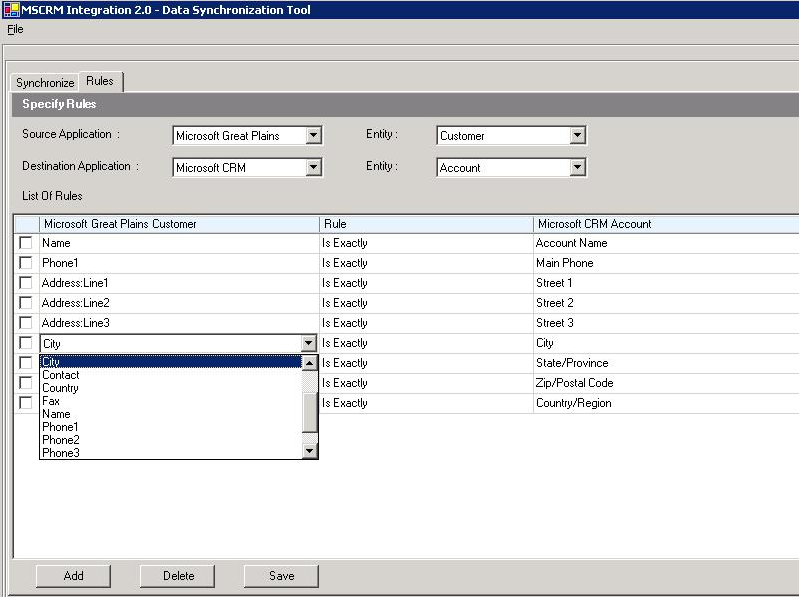 MSCRM Integration 2.0 - Data Synchronization Tool
File
Synchronize Rules
Specify Rules
Source Application : Microsoft Great Plains Entity : Customer
Destination Application : Microsoft CRM Entity : Account
List Of Rules
Microsoft Great Plains Customer Rule Microsoft CRM Account
Name Is Exactly Account Name
Phone1 Is Exactly Main Phone
Address:Line1 Is Exactly Street 1
Address:Line2 Is Exactly Street 2
Address:Line3 Is Exactly Street 3
City Is Exactly City
City Is Exactly State/Province
Contact
Country Is Exactly Zip/Postal Code
Fax Is Exactly Country/Region
Name
Phone1
Phone2
Phone3
Add Delete Save